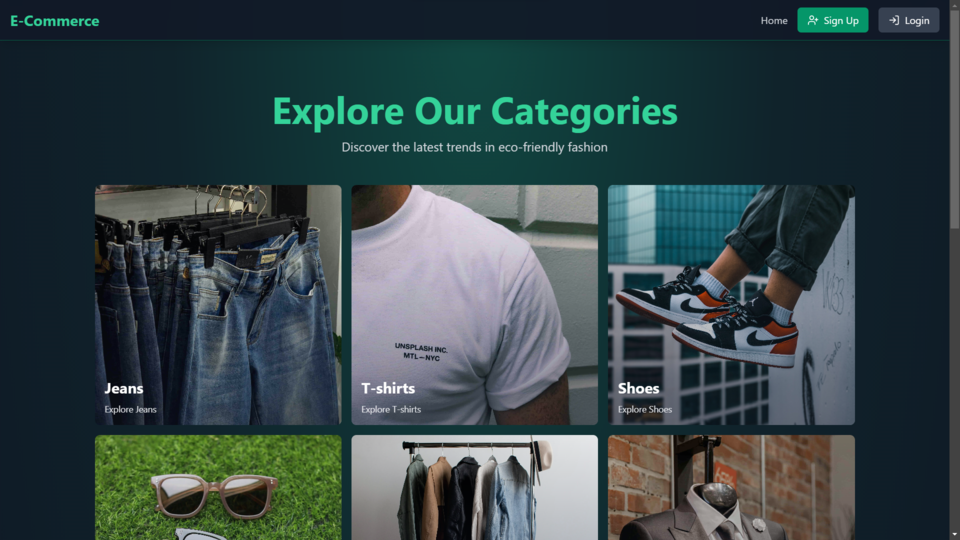 E-Commerce
Home
Sign Up
Login
Explore Our Categories
Discover the latest trends in eco-friendly fashion
UNSPLASH INC.
MTL—NYC
Jeans
Explore Jeans
T-shirts
Explore T-shirts
Shoes
Explore Shoes